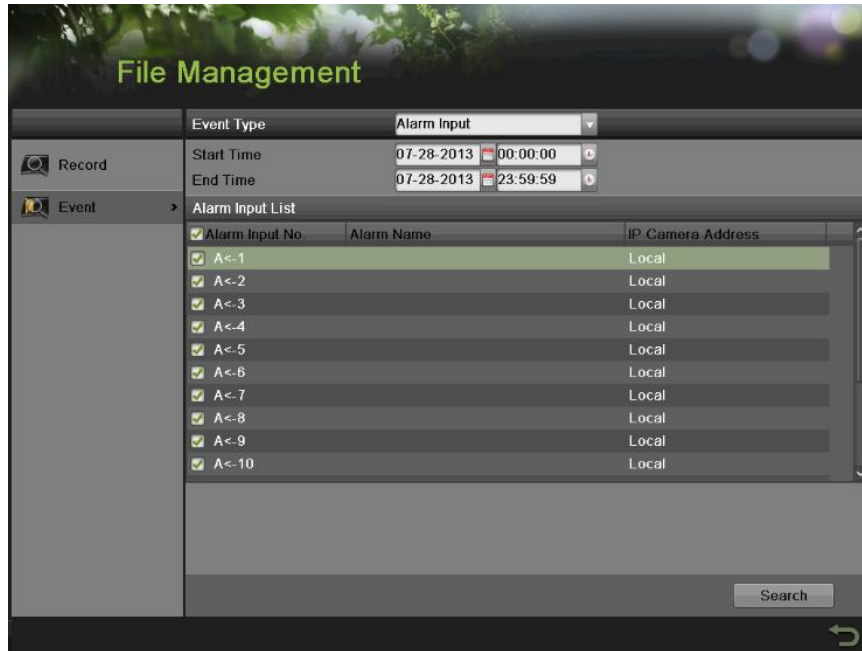 File Management
Event Type Alarm Input
Record
Start Time 07-28-2013 00:00:00
End Time 07-28-2013 23:59:59
Event
Alarm Input List
Alarm Input No. Alarm Name IP Camera Address
A<-1 Local
A<-2 Local
A<-3 Local
A<-4 Local
A<-5 Local
A<-6 Local
A<-7 Local
A<-8 Local
A<-9 Local
A<-10 Local
Search